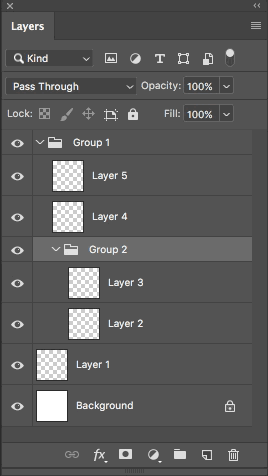 Layers
Kind
Pass Through Opacity: 100%
Lock: Fill: 100%
Group 1
Layer 5
Layer 4
Group 2
Layer 3
Layer 2
Layer 1
Background
fx